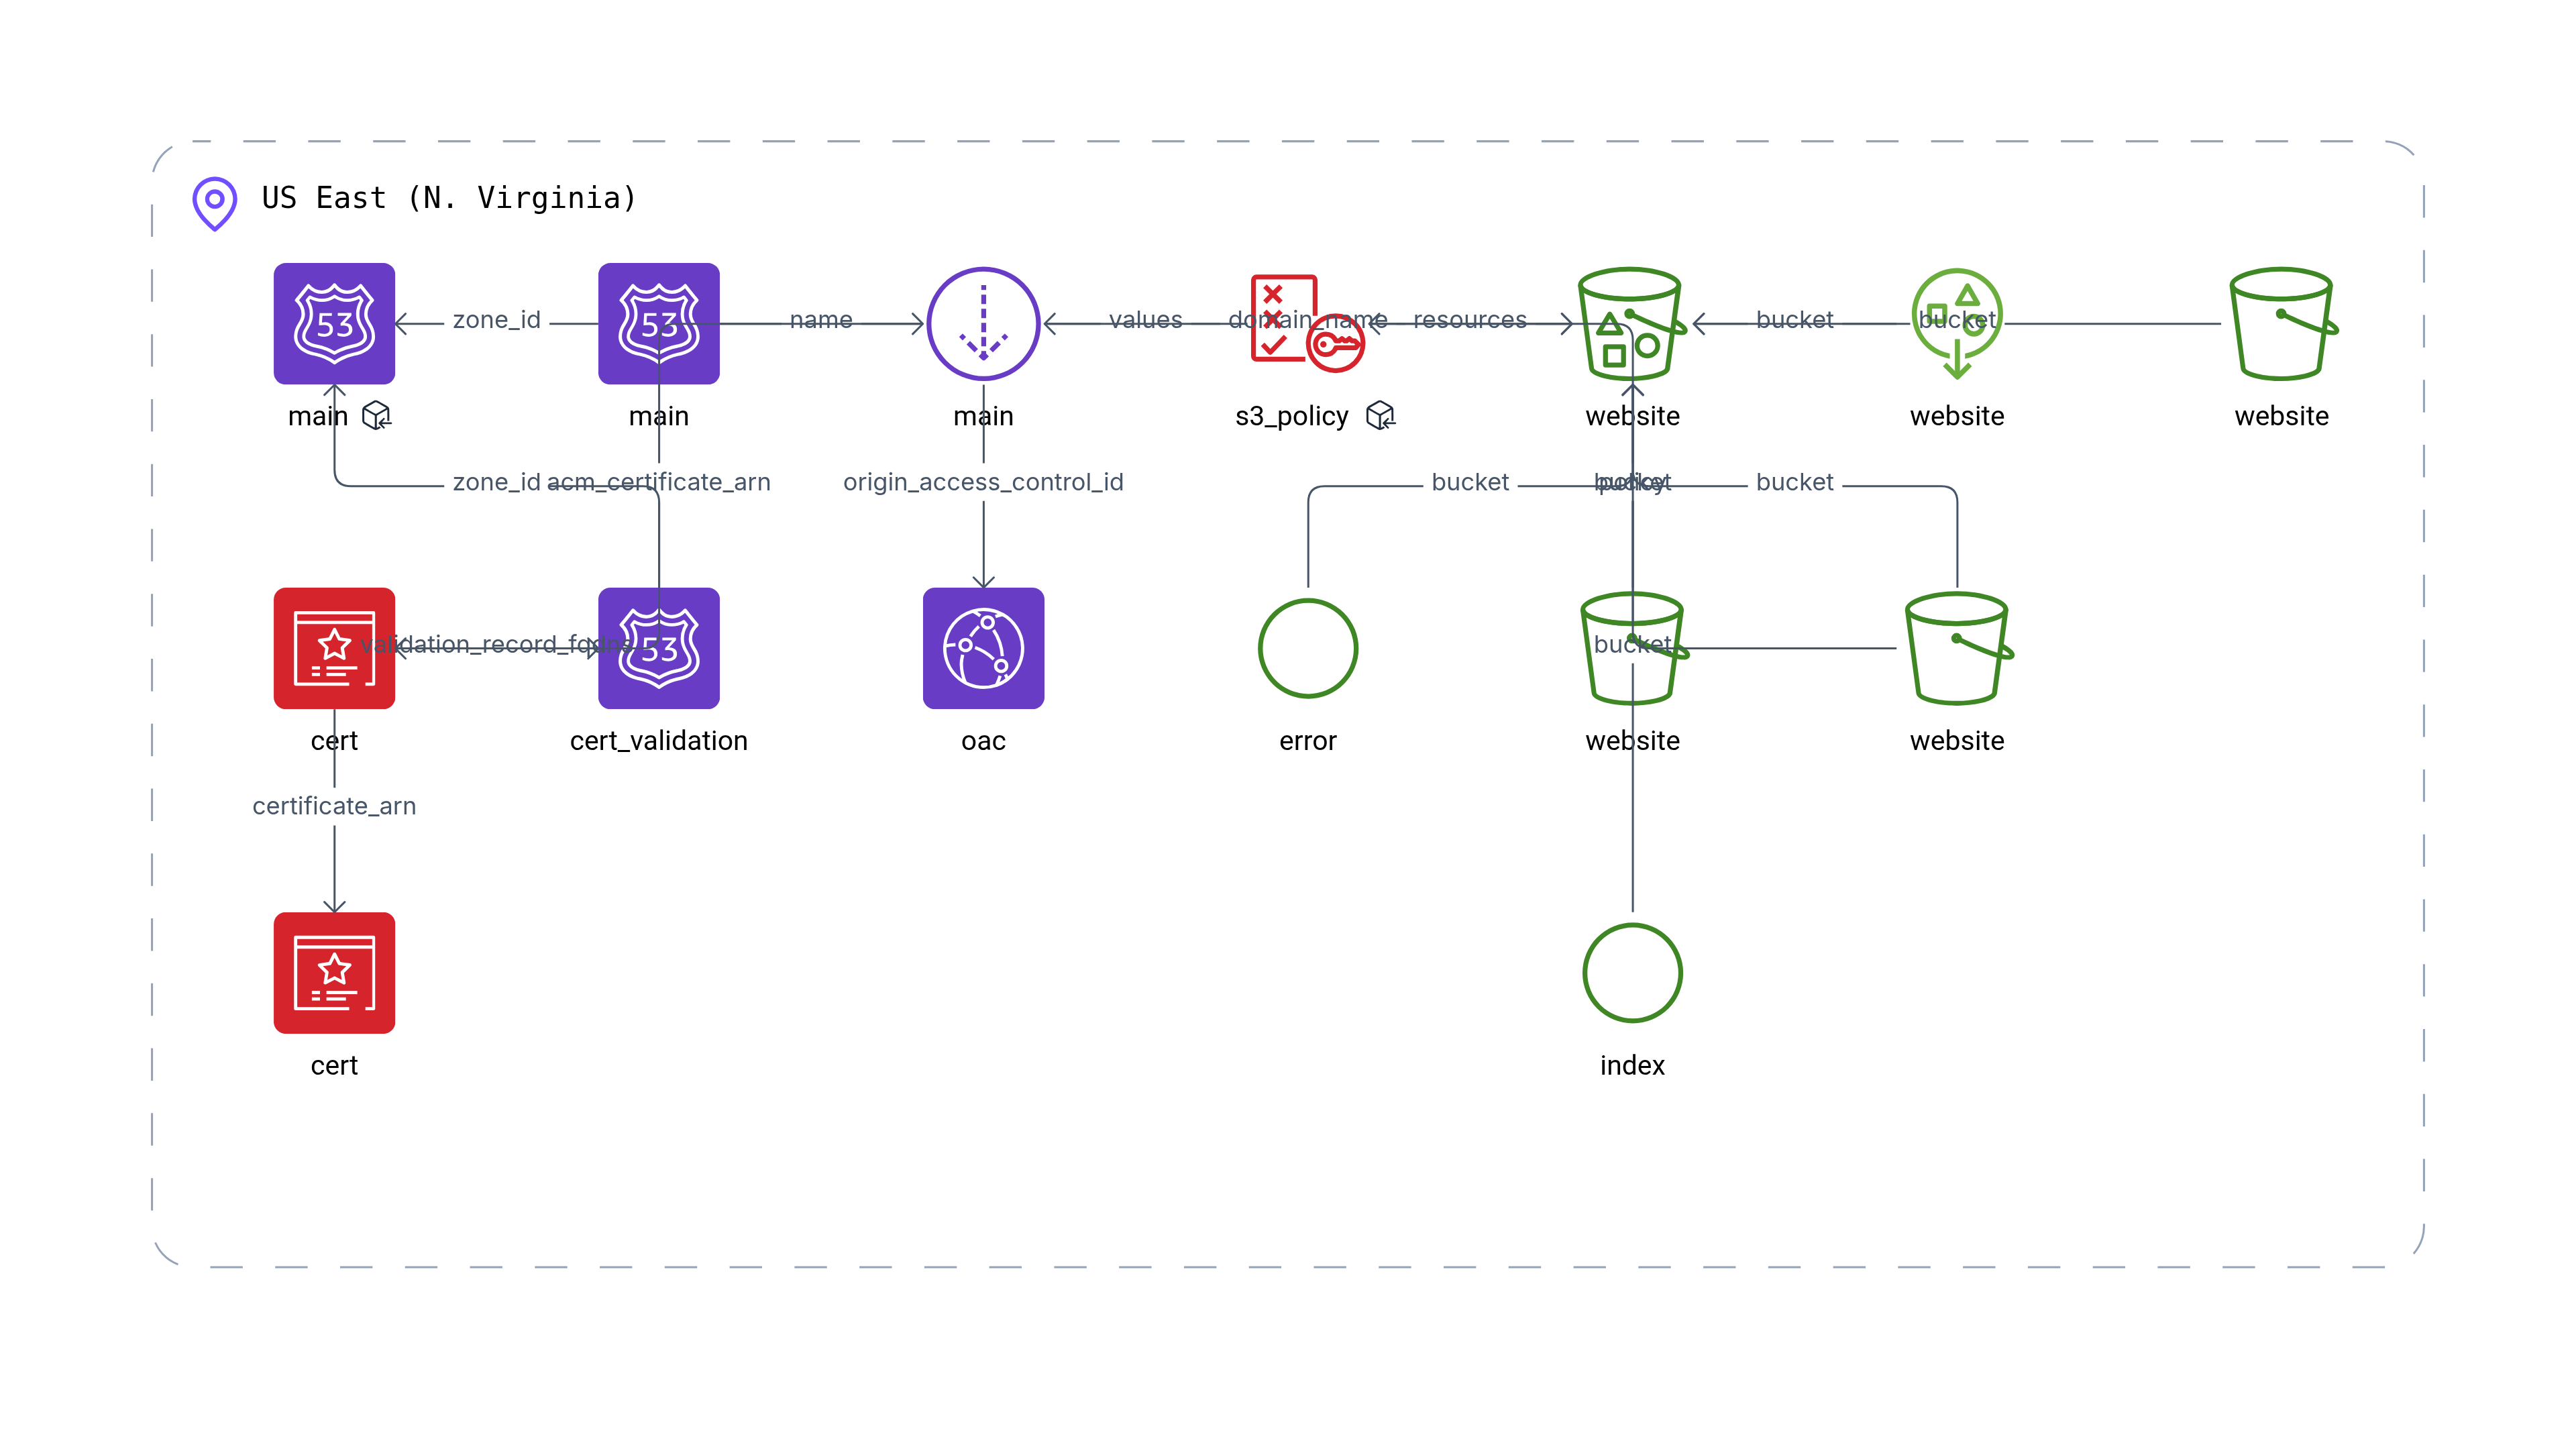 US East (N. Virginia)
53
53
zone_id
name
values
domain_name
resources
bucket
bucket
main
main
main
s3_policy
website
website
website
zone_id
acm_certificate_arn
origin_access_control_id
bucket
policy
bucket
53
validation_record_fqdns
bucket
cert
cert_validation
oac
error
website
website
certificate_arn
cert
index